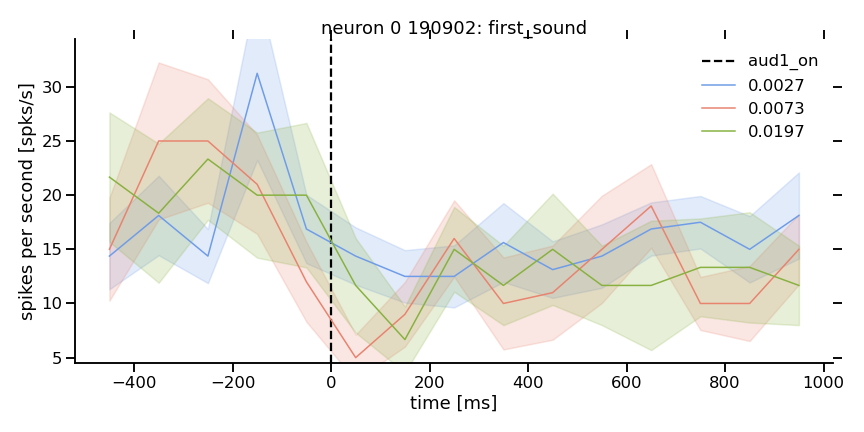 neuron 0 190902: first_sound
aud1_on
0.0027
0.0073
0.0197
spikes per second [spks/s]
30
25
20
15
10
5
−400 −200 0 200 400 600 800 1000
time [ms]